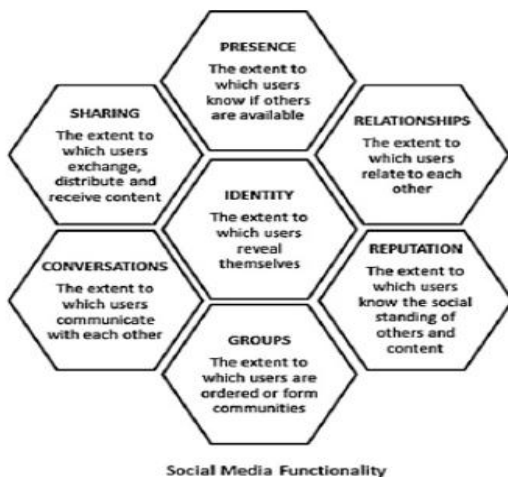 PRESENCE
The extent to
which users
know if others
are available
SHARING
The extent to
which users
exchange,
distribute and
receive content
RELATIONSHIPS
The extent to
which users
relate to each
other
IDENTITY
The extent to
which users
reveal
themselves
CONVERSATIONS
The extent to
which users
communicate
with each other
REPUTATION
The extent to
which users
know the social
standing of
others and
content
GROUPS
The extent to
which users are
ordered or form
communities
Social Media Functionality